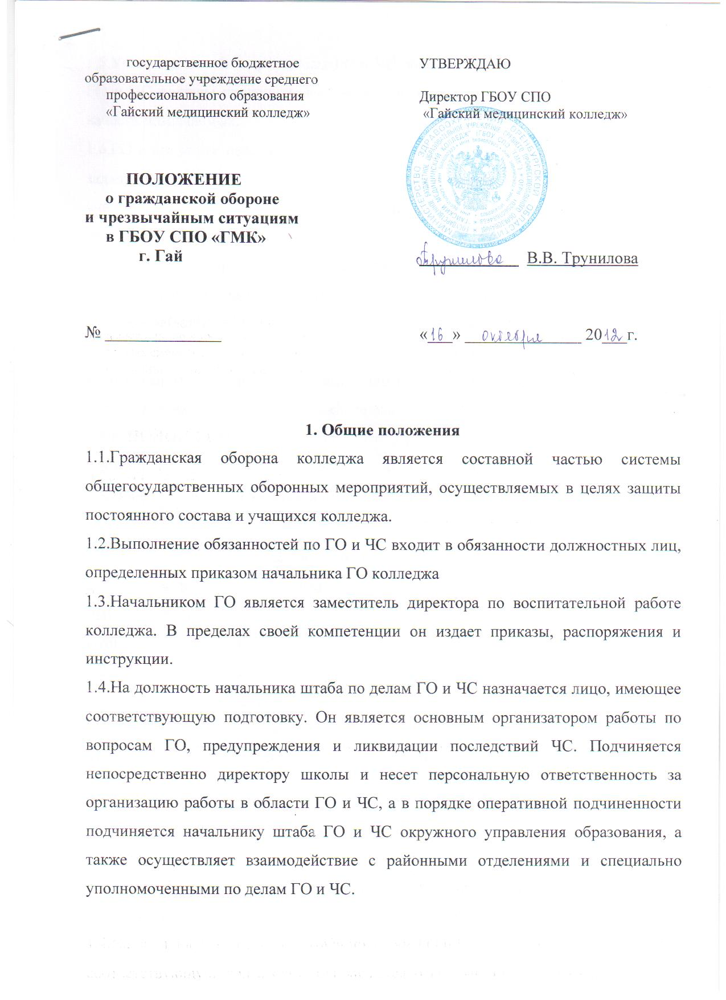 государственное бюджетное
образовательное учреждение среднего
профессионального образования
«Гайский медицинский колледж»
ПОЛОЖЕНИЕ
о гражданской обороне
и чрезвычайным ситуациям
в ГБОУ СПО «ГМК»
г. Гай
№ ______________
УТВЕРЖДАЮ
Директор ГБОУ СПО
«Гайский медицинский колледж»
МИНИСТЕРСТВО ЗДРАВООХРАНЕНИЯ ОРЕНБУРГСКОЙ ОБЛАСТИ
Трунилова В.В. Трунилова
«16» октября 2012 г.
1. Общие положения
1.1.Гражданская оборона колледжа является составной частью системы
общегосударственных оборонных мероприятий, осуществляемых в целях защиты
постоянного состава и учащихся колледжа.
1.2.Выполнение обязанностей по ГО и ЧС входит в обязанности должностных лиц,
определенных приказом начальника ГО колледжа
1.3.Начальником ГО является заместитель директора по воспитательной работе
колледжа. В пределах своей компетенции он издает приказы, распоряжения и
инструкции.
1.4.На должность начальника штаба по делам ГО и ЧС назначается лицо, имеющее
соответствующую подготовку. Он является основным организатором работы по
вопросам ГО, предупреждения и ликвидации последствий ЧС. Подчиняется
непосредственно директору школы и несет персональную ответственность за
организацию работы в области ГО и ЧС, а в порядке оперативной подчиненности
подчиняется начальнику штаба ГО и ЧС окружного управления образования, а
также осуществляет взаимодействие с районными отделениями и специально
уполномоченными по делам ГО и ЧС.